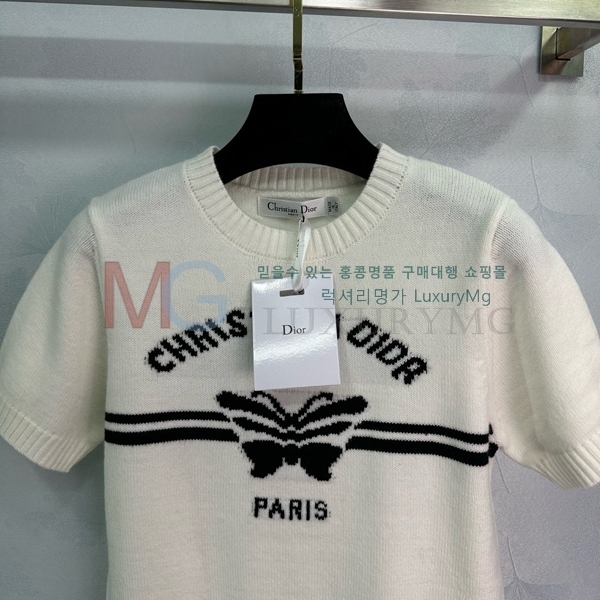 Christian Dior
PARIS
믿을수 있는 홍콩명품 구매대행 쇼핑몰
MG
럭셔리명가 LuxuryMg
LUXURYMG
Dior
DIOR
PARIS